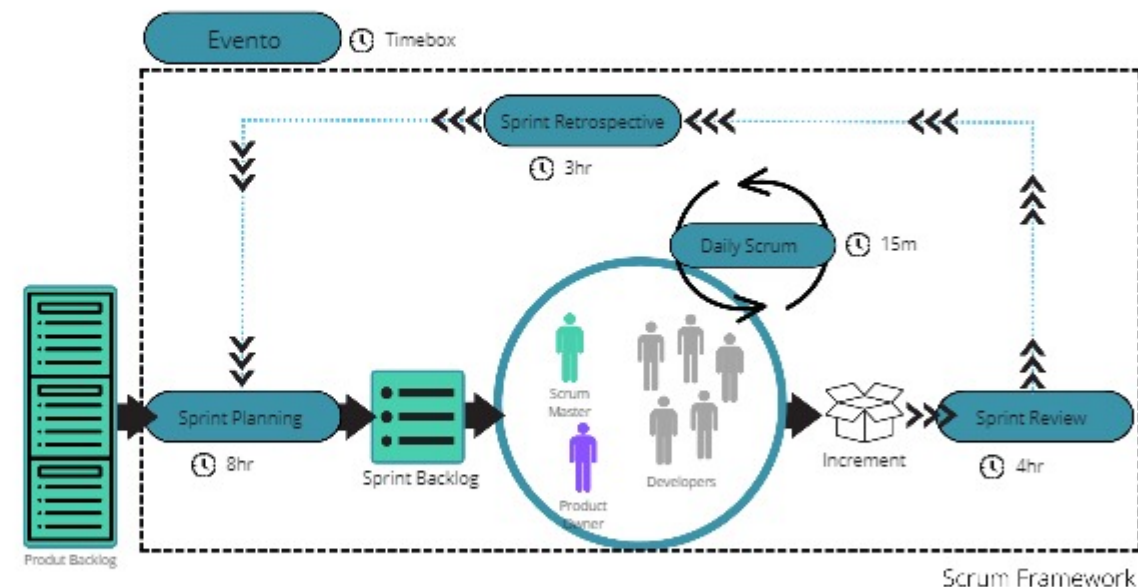 Evento
Timebox
Sprint Retrospective
3hr
Daily Scrum
15m
Scrum
Master
Product
Owner
Developers
Sprint Planning
8hr
Sprint Backlog
Increment
Sprint Review
4hr
Produt Backlog
Scrum Framework